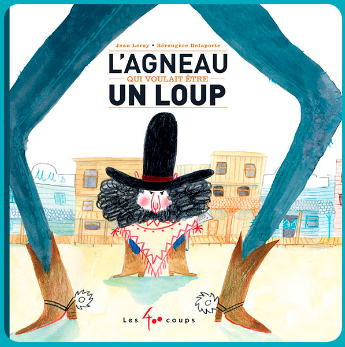 Jean Leroy • Bérengère Delaporte
L'AGNEAU
QUI VOULAIT ÊTRE
UN LOUP
Les 400 coups